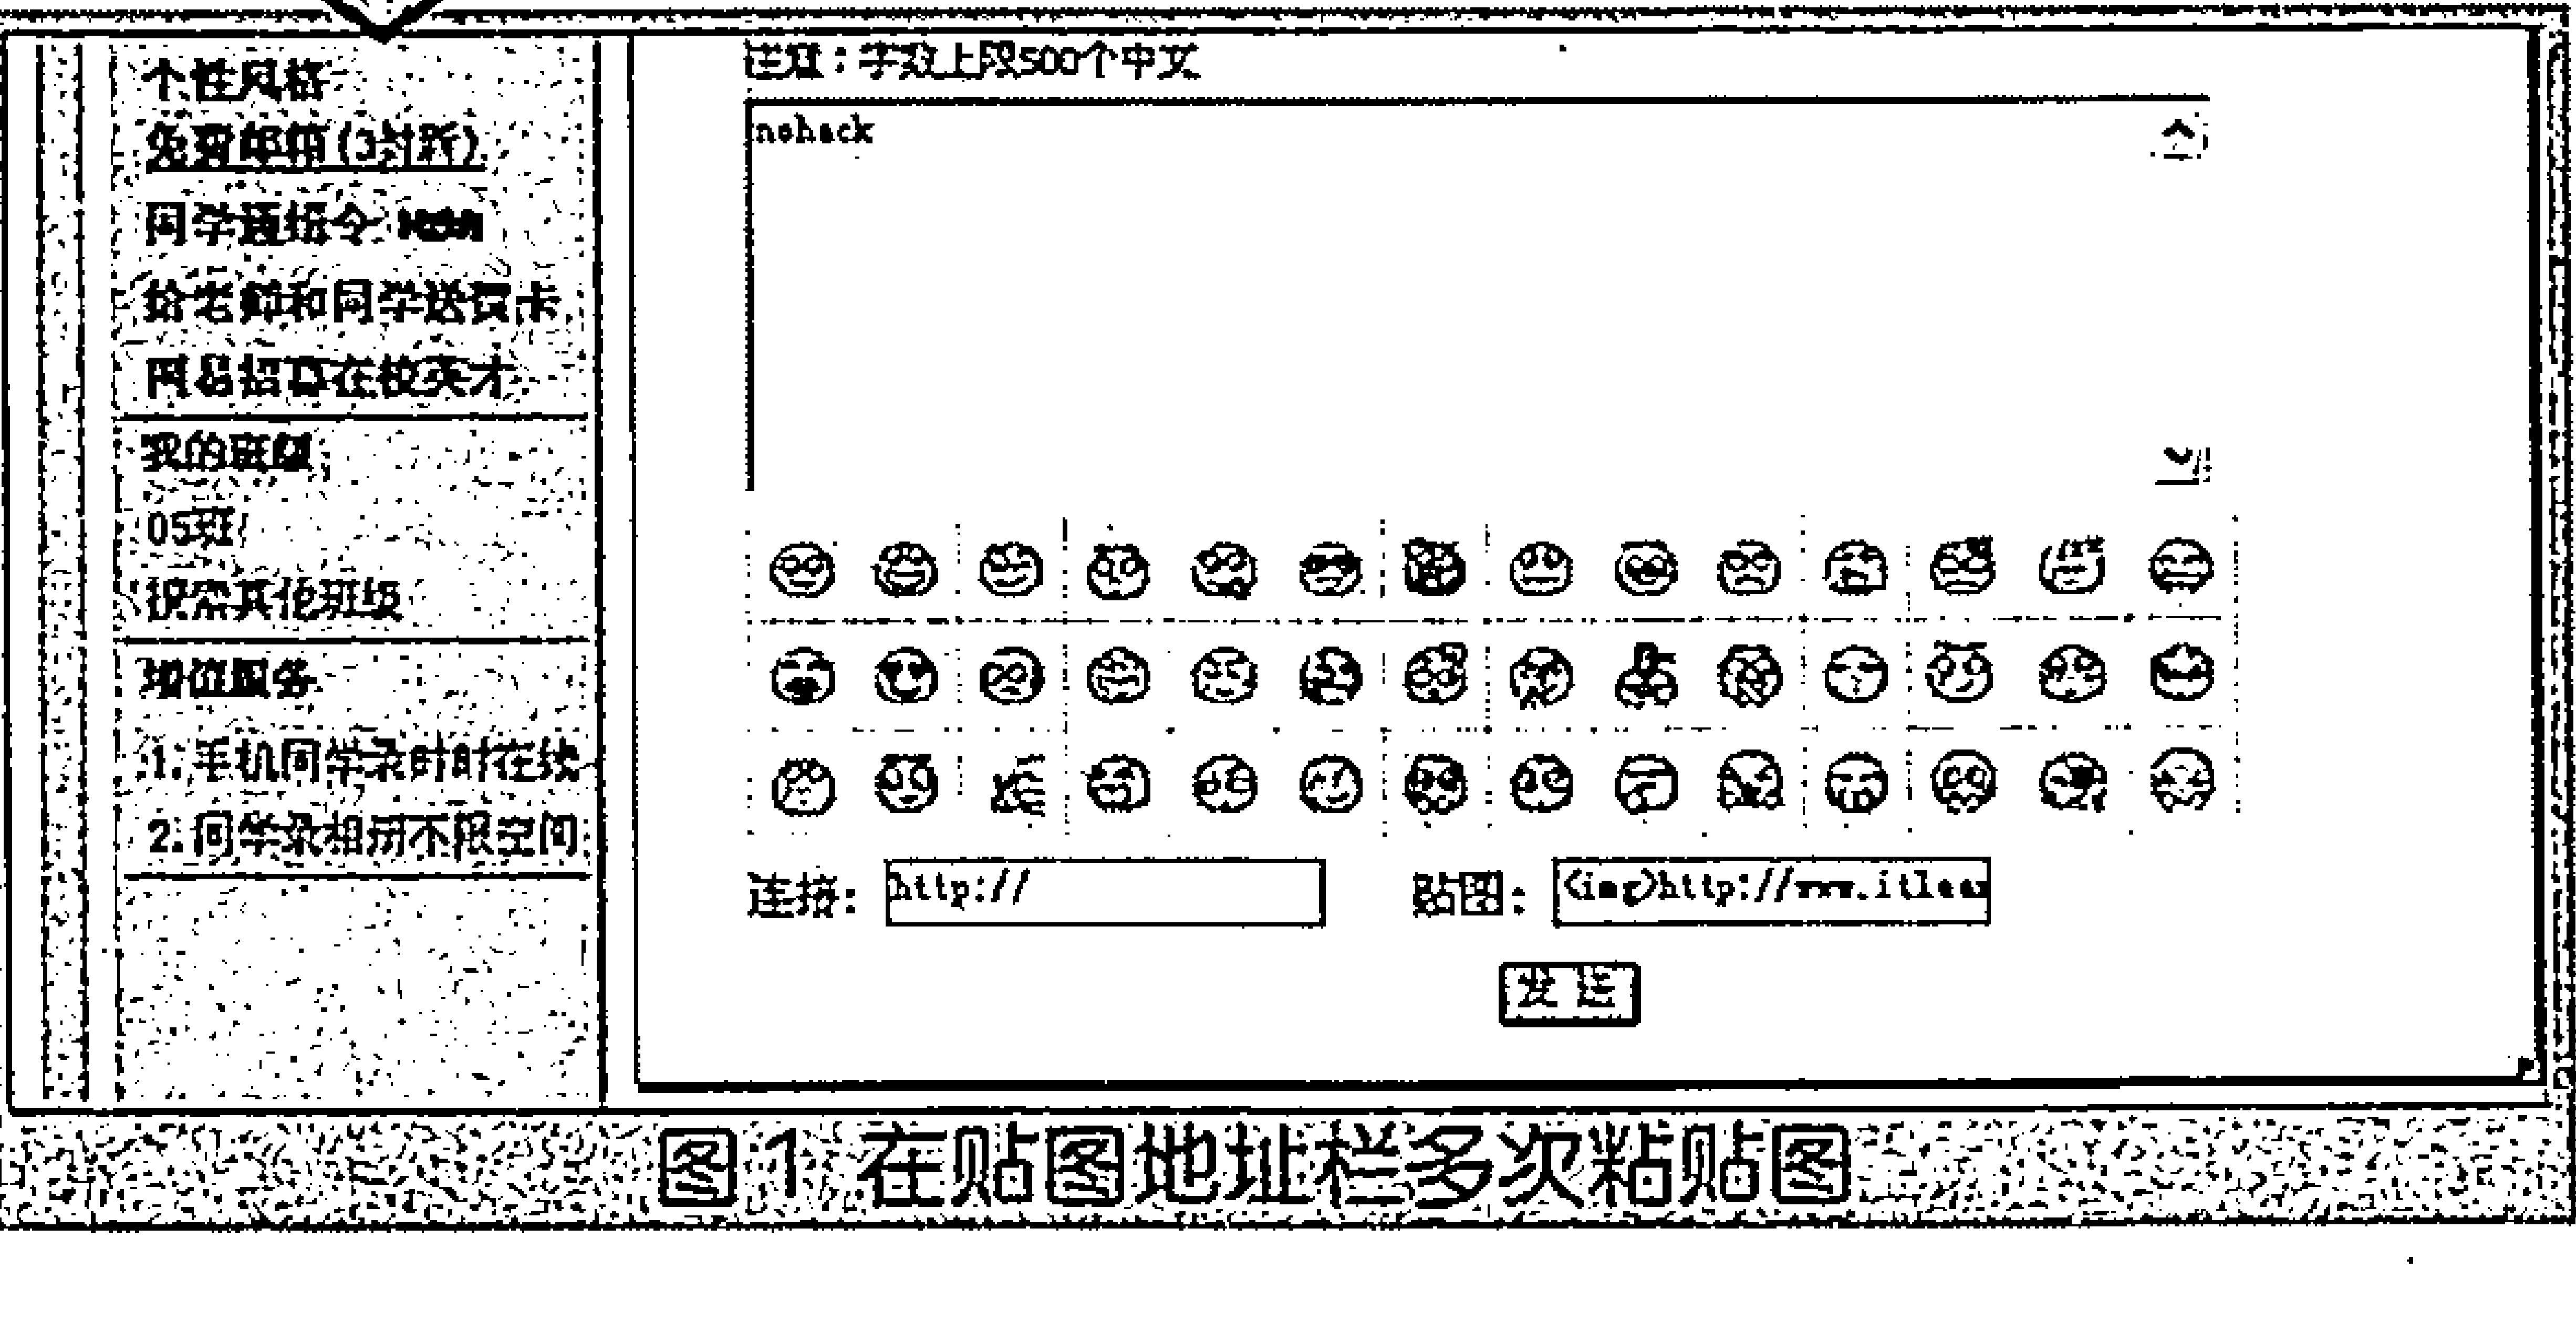 个性风格
免费邮箱(3封新)
同学通缉令
给老师和同学送贺卡
网易招募在校英才
我的班级
05班
搜索其他班级
增值服务
1.手机同学录时时在线
2.同学录相册不限空间
注意：字数上限500个中文
nohack
连接：http://
贴图：<img>http://www.itlear
发 送
图1 在贴图地址栏多次粘贴图